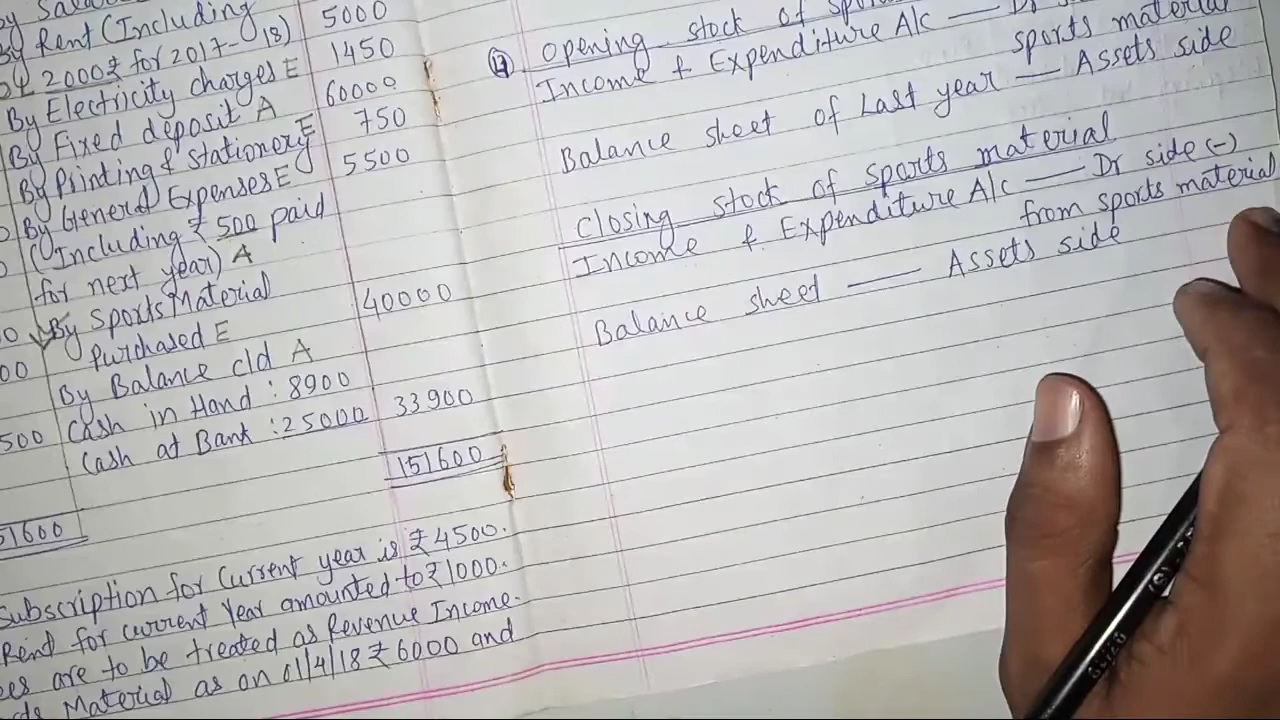 By Rent (Including 5000
2000₹ for 2017-18)
By Electricity charges E 1450
By Fixed deposit A 60000
By Printing & Stationery E 750
By General Expenses E 5500
(Including ₹500 paid
for next year) A
By Sports Material 40000
Purchased E
By Balance c/d A
Cash in Hand : 8900
500 Cash at Bank : 25000 33900
151600
51600
Subscription for Current year is ₹4500.
Rent for current year amounted to ₹1000.
are to be treated as Revenue Income.
Material as on 01/4/18 ₹6000 and
Opening stock of
Income & Expenditure A/c — Dr
sports material
Balance sheet of Last year — Assets side
Closing stock of sports material
Income & Expenditure A/c — Dr side (-)
from sports material
Balance sheet — Assets side